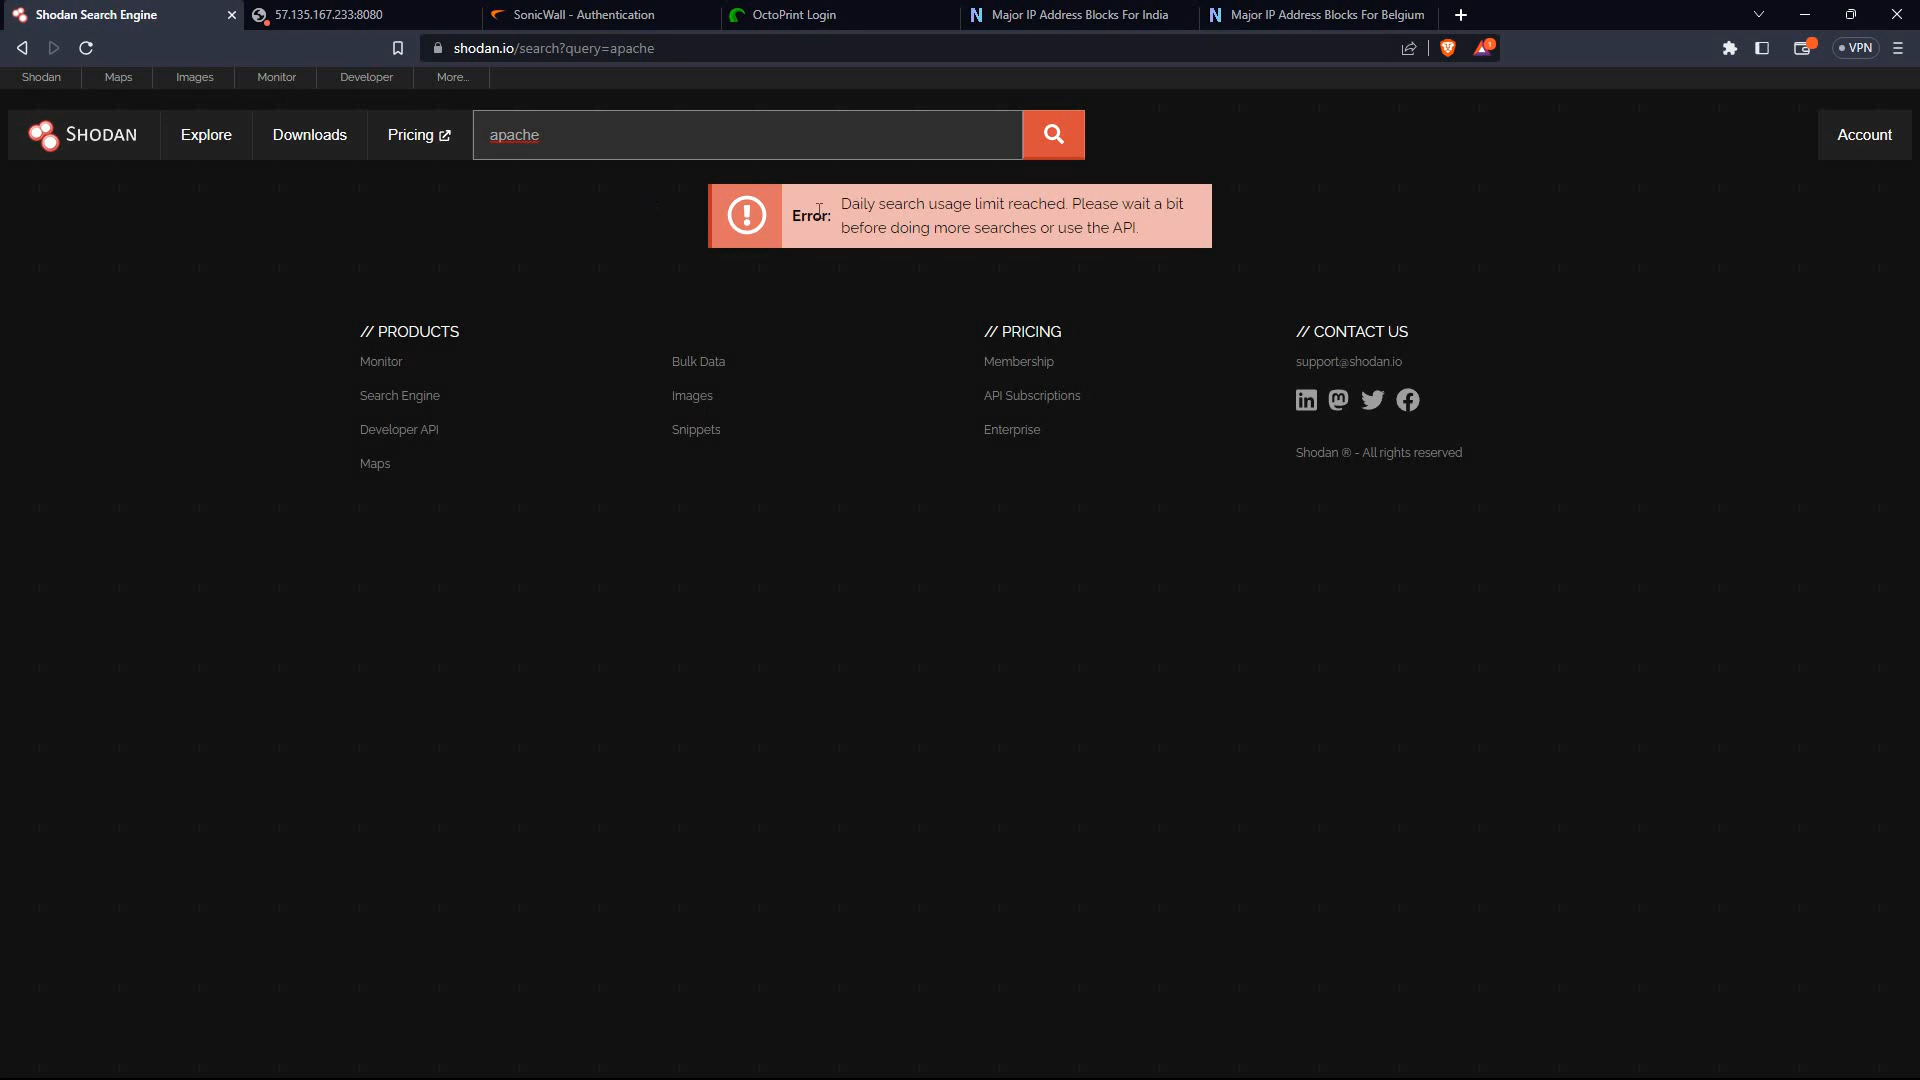 Shodan Search Engine
57.135.167.233:8080
SonicWall - Authentication
OctoPrint Login
Major IP Address Blocks For India
Major IP Address Blocks For Belgium
shodan.io/search?query=apache
1
VPN
Shodan
Maps
Images
Monitor
Developer
More...
SHODAN
Explore
Downloads
Pricing
apache
Account
Error:
Daily search usage limit reached. Please wait a bit
before doing more searches or use the API.
// PRODUCTS
Monitor
Search Engine
Developer API
Maps
Bulk Data
Images
Snippets
// PRICING
Membership
API Subscriptions
Enterprise
// CONTACT US
support@shodan.io
Shodan ® - All rights reserved